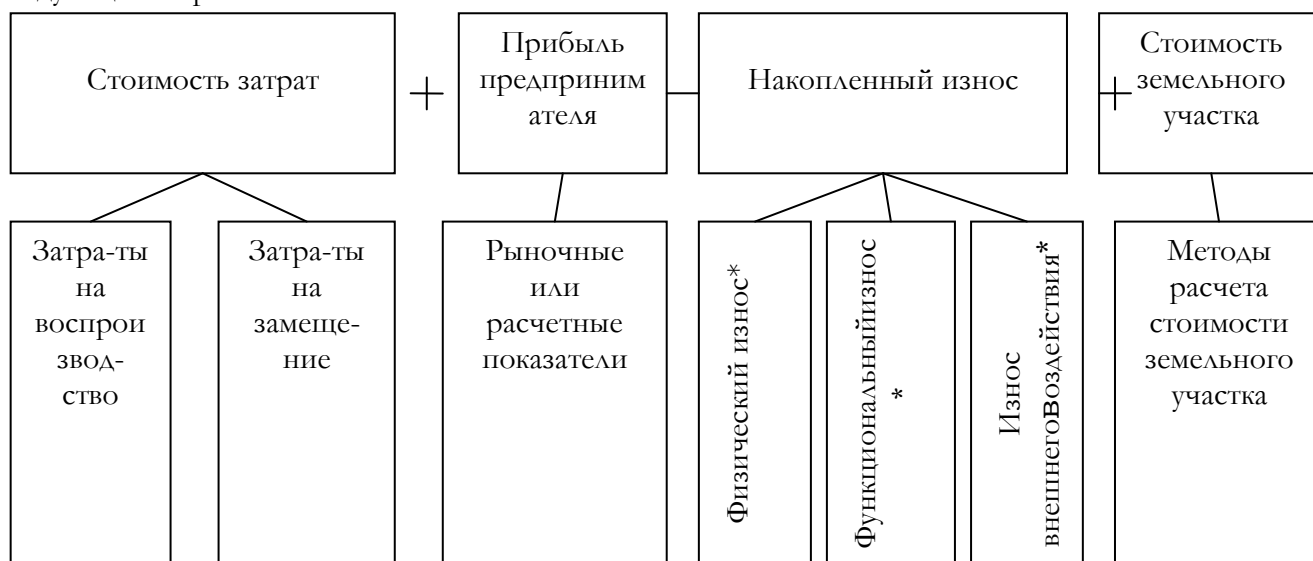 Стоимость затрат
+
Прибыль
предприним
ателя
—
Накопленный износ
+
Стоимость
земельного
участка
Затра-ты
на
воспрои
звод-
ство
Затра-ты
на
замеще-
ние
Рыночные
или
расчетные
показатели
Физический износ*
Функциональныйизнос
*
Износ
внешнегоВоздействия*
Методы
расчета
стоимости
земельного
участка